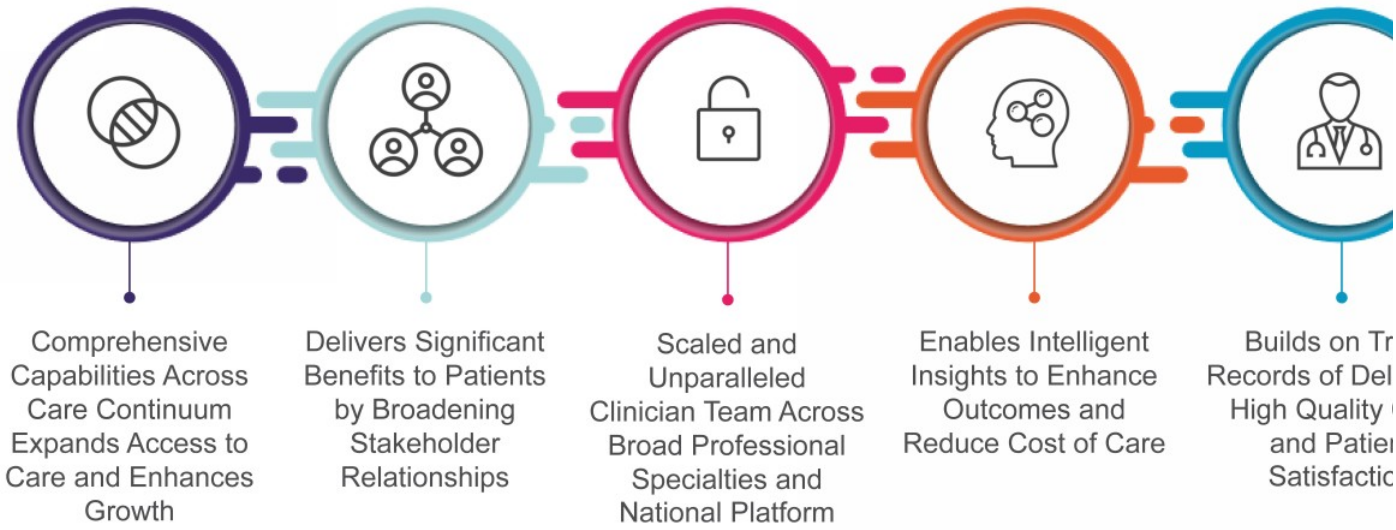 Comprehensive
Capabilities Across
Care Continuum
Expands Access to
Care and Enhances
Growth
Delivers Significant
Benefits to Patients
by Broadening
Stakeholder
Relationships
Scaled and
Unparalleled
Clinician Team Across
Broad Professional
Specialties and
National Platform
Enables Intelligent
Insights to Enhance
Outcomes and
Reduce Cost of Care
Builds on
Records of
High Quality
and